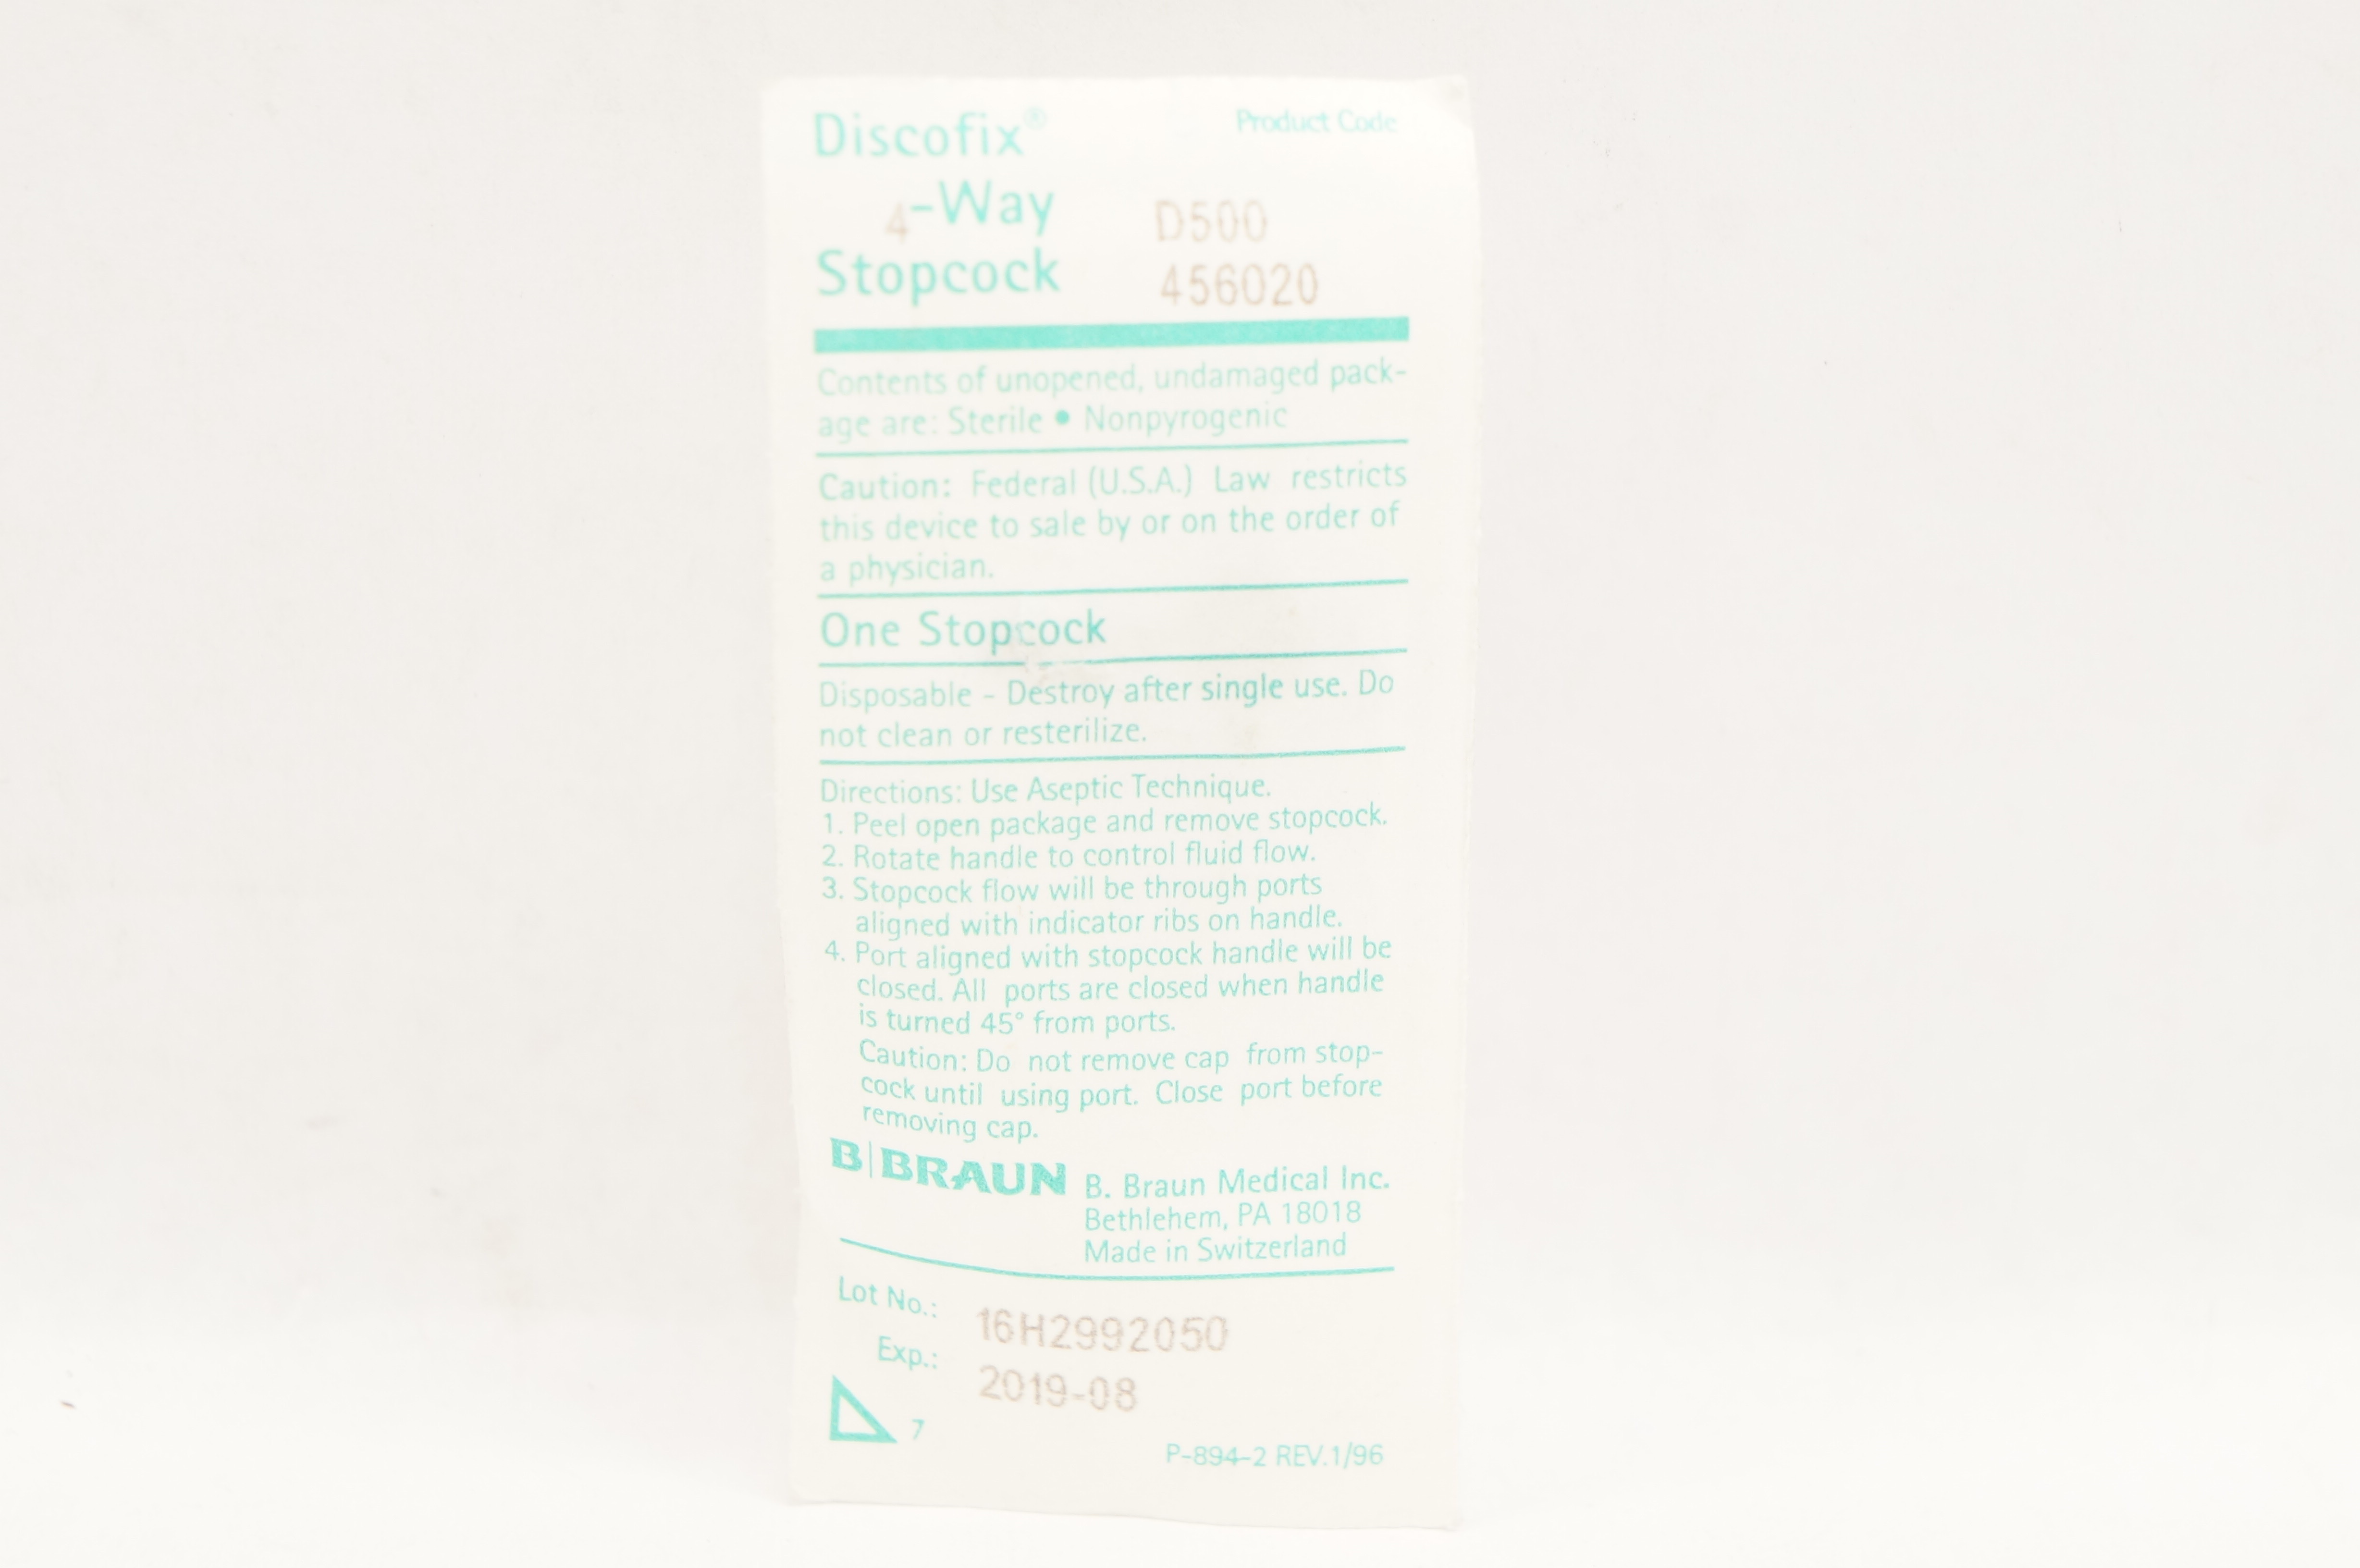 Discofix® Product Code
4-Way D500
Stopcock 456020
Contents of unopened, undamaged pack-
age are: Sterile • Nonpyrogenic
Caution: Federal (U.S.A.) Law restricts
this device to sale by or on the order of
a physician.
One Stopcock
Disposable - Destroy after single use. Do
not clean or resterilize.
Directions: Use Aseptic Technique.
1. Peel open package and remove stopcock.
2. Rotate handle to control fluid flow.
3. Stopcock flow will be through ports
aligned with indicator ribs on handle.
4. Port aligned with stopcock handle will be
closed. All ports are closed when handle
is turned 45° from ports.
Caution: Do not remove cap from stop-
cock until using port. Close port before
removing cap.
B|BRAUN B. Braun Medical Inc.
Bethlehem, PA 18018
Made in Switzerland
Lot No.: 16H2992050
Exp.: 2019-08
7
P-894-2 REV.1/96